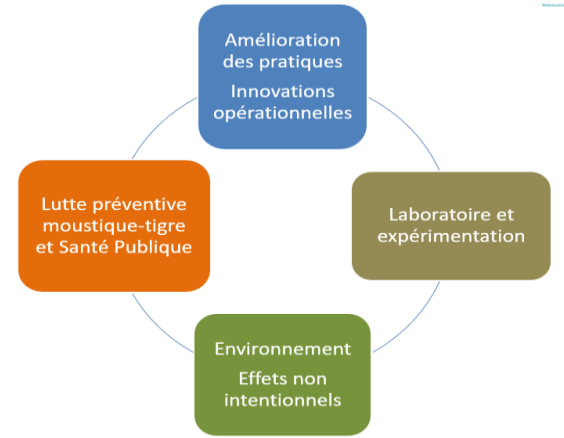 Amélioration
des pratiques
Innovations
opérationnelles
Laboratoire et
expérimentation
Lutte préventive
moustique-tigre
et Santé Publique
Environnement
Effets non
intentionnels